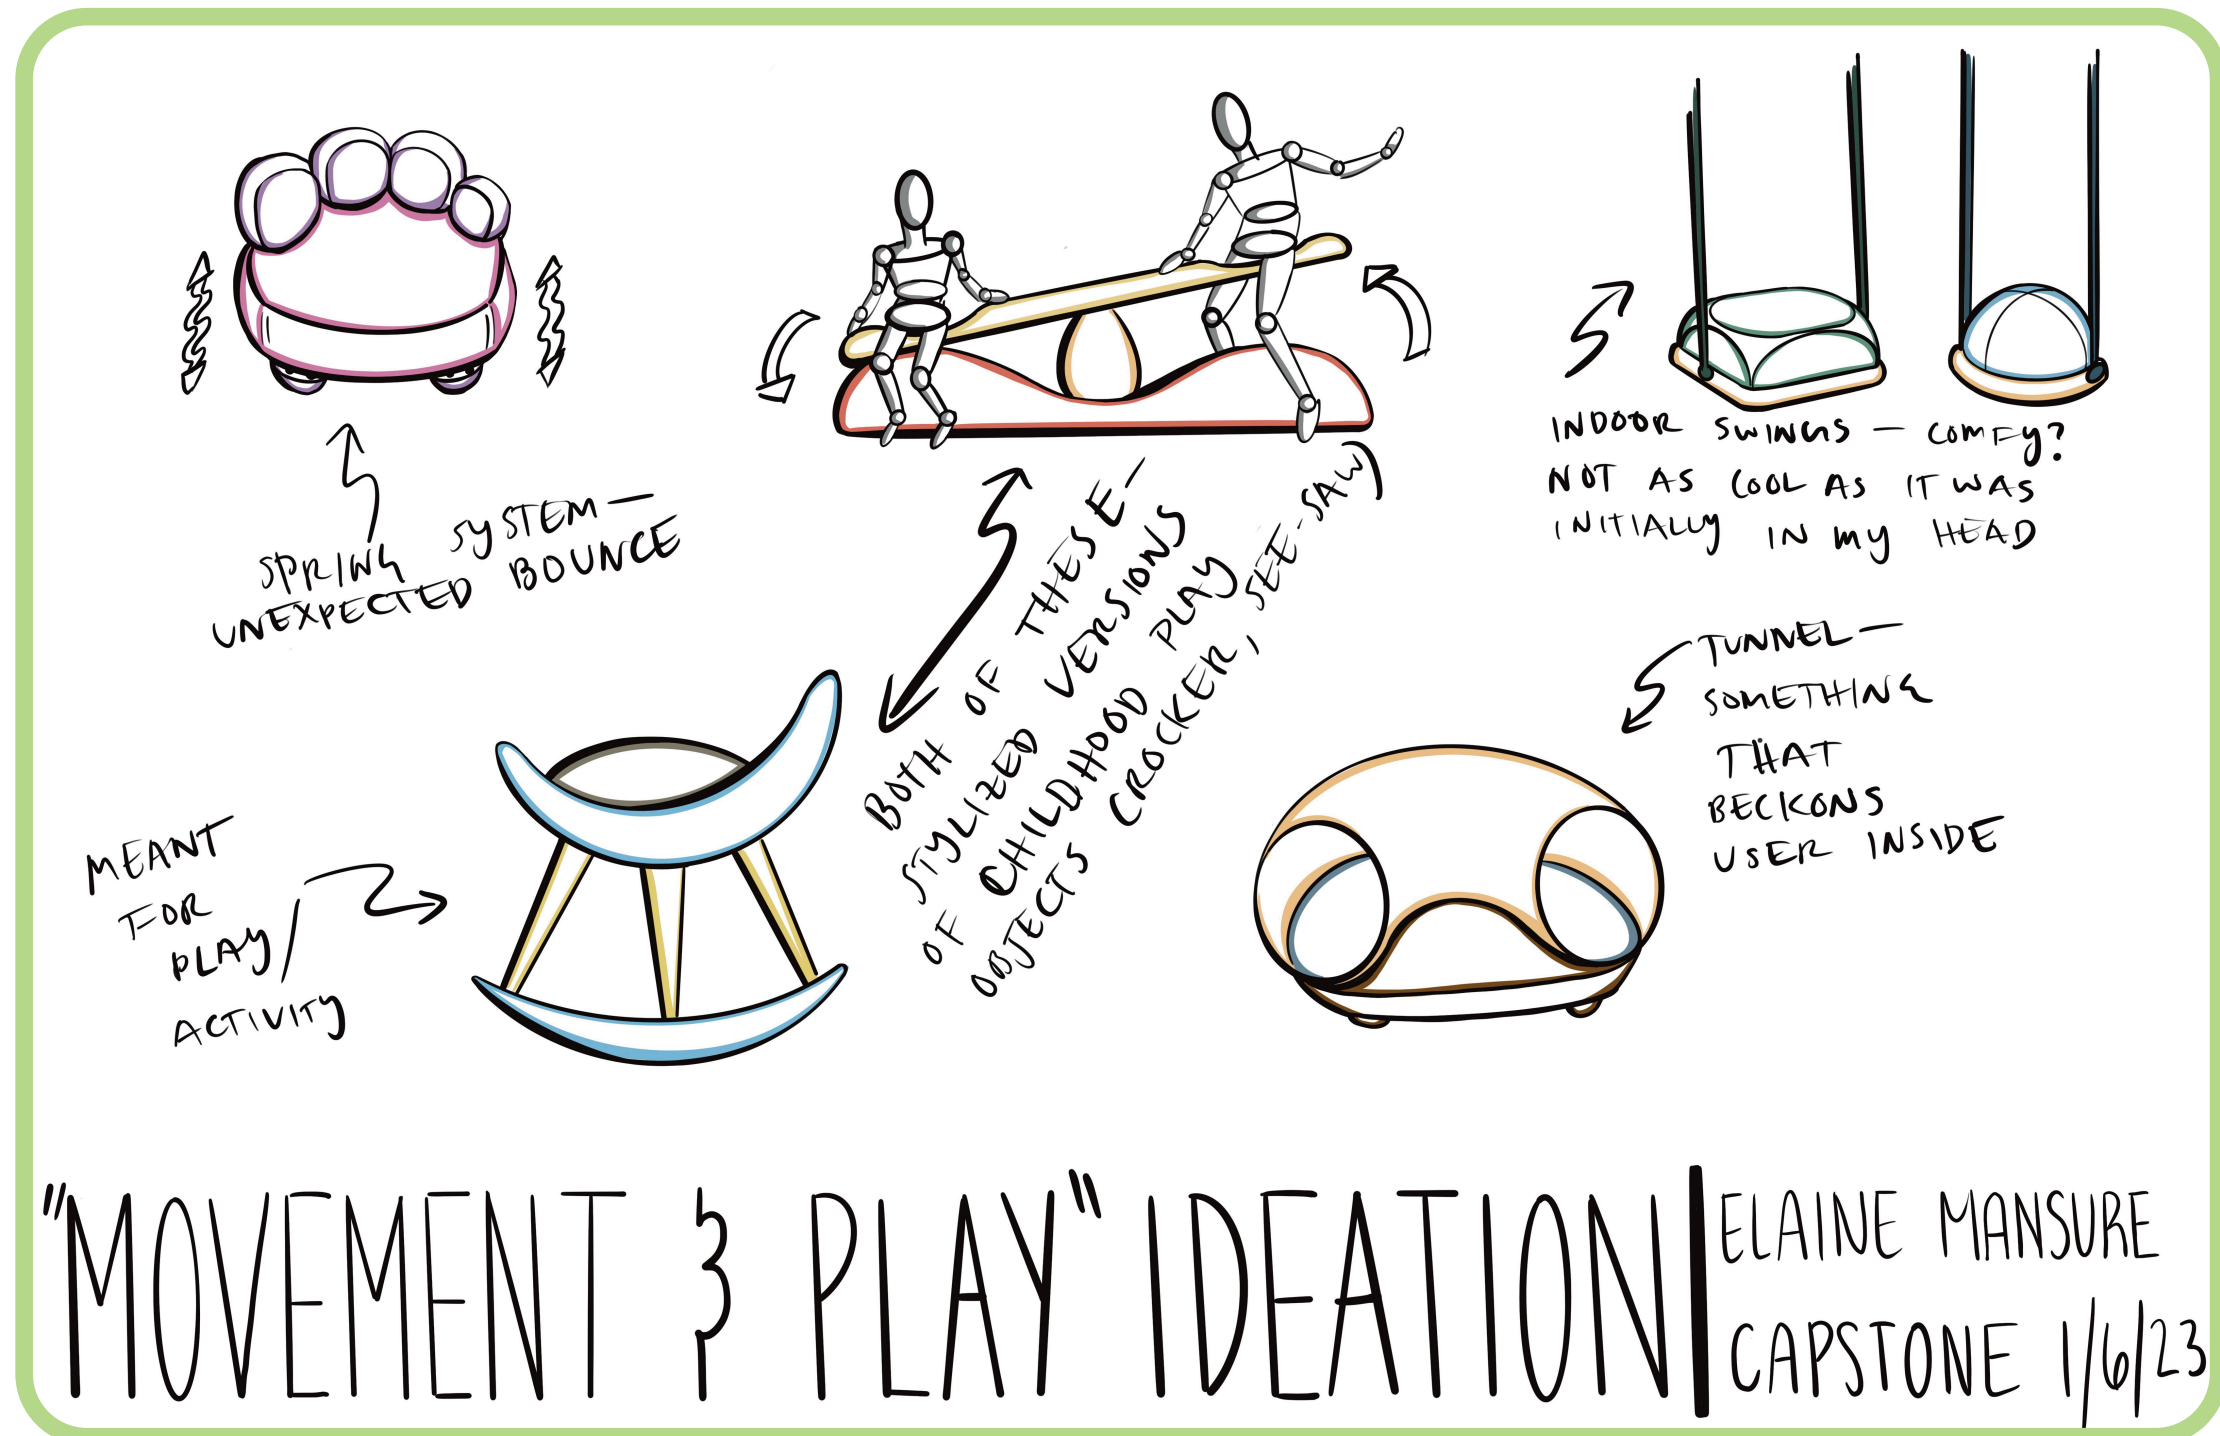 SPRING SYSTEM—
UNEXPECTED BOUNCE
BOTH OF THESE—
STYLIZED VERSIONS
OF CHILDHOOD PLAY
OBJECTS (ROCKER, SEE-SAW)
INDOOR SWINGS — COMFY?
NOT AS COOL AS IT WAS
INITIALLY IN MY HEAD
MEANT
FOR
PLAY/
ACTIVITY
TUNNEL—
SOMETHING
THAT
BECKONS
USER INSIDE
"MOVEMENT & PLAY" IDEATION
ELAINE MANSURE
CAPSTONE 1/6/23